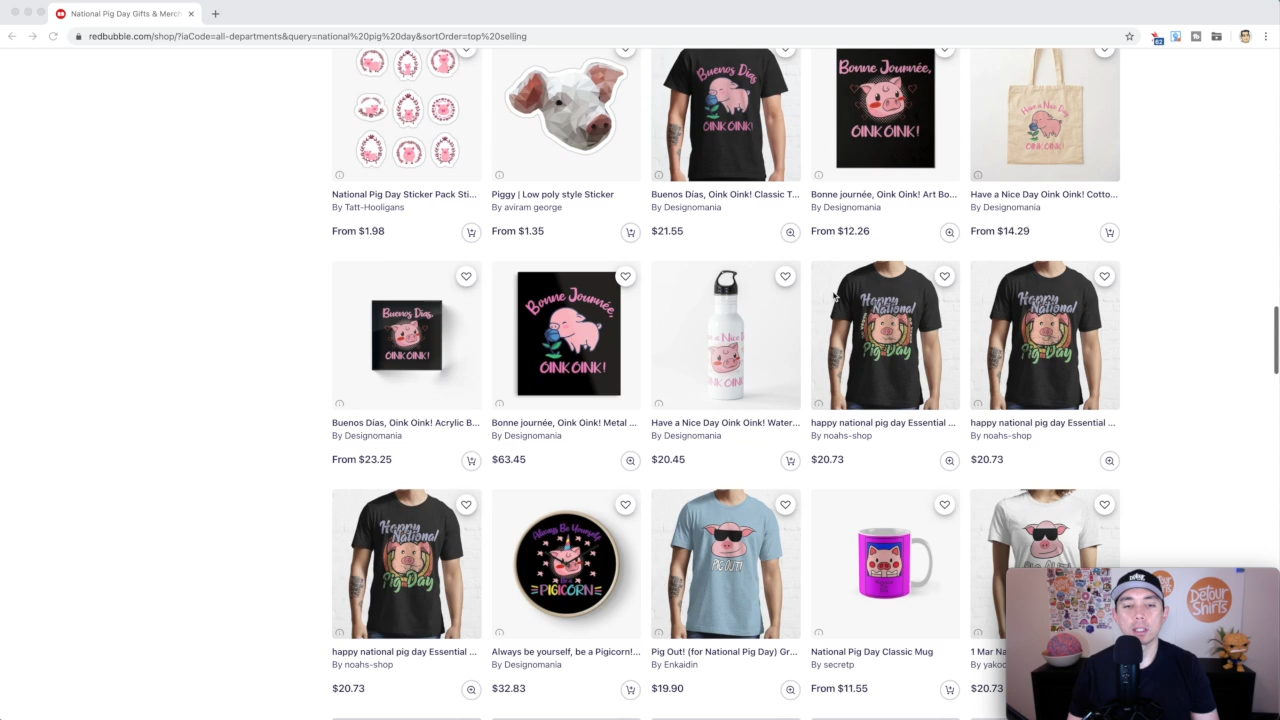 National Pig Day Gifts & Merch
redbubble.com/shop/?iaCode=all-departments&query=national%20pig%20day&sortOrder=top%20selling
62
Buenos Días
OINK OINK!
Bonne Journée,
OINK OINK!
Have a Nice Day
OINK OINK!
National Pig Day Sticker Pack Sti...
By Tatt-Hooligans
From $1.98
Piggy | Low poly style Sticker
By aviram george
From $1.35
Buenos Días, Oink Oink! Classic T...
By Designomania
$21.55
Bonne journée, Oink Oink! Art Bo...
By Designomania
From $12.26
Have a Nice Day Oink Oink! Cotto...
By Designomania
From $14.29
Buenos Días,
OINK OINK!
Bonne Journée,
OINK OINK!
Happy
National
Pig Day
Happy
National
Pig Day
Buenos Días, Oink Oink! Acrylic B...
By Designomania
From $23.25
Bonne journée, Oink Oink! Metal ...
By Designomania
$63.45
Have a Nice Day Oink Oink! Water...
By Designomania
$20.45
happy national pig day Essential ...
By noahs-shop
$20.73
happy national pig day Essential ...
By noahs-shop
$20.73
Happy
National
Pig Day
Always Be Yourself
PIGICORN
PIG OUT!
happy national pig day Essential ...
By noahs-shop
$20.73
Always be yourself, be a Pigicorn!...
By Designomania
$32.83
Pig Out! (for National Pig Day) Gr...
By Enkaidin
$19.90
National Pig Day Classic Mug
By secretp
From $11.55
1 Mar Na
By yakoo
$20.73
DETOUR
DETOUR
SHIRTS